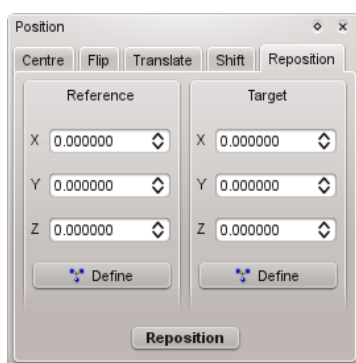 Position
Centre Flip Translate Shift Reposition
Reference Target
X 0.000000 X 0.000000
Y 0.000000 Y 0.000000
Z 0.000000 Z 0.000000
Define Define
Reposition